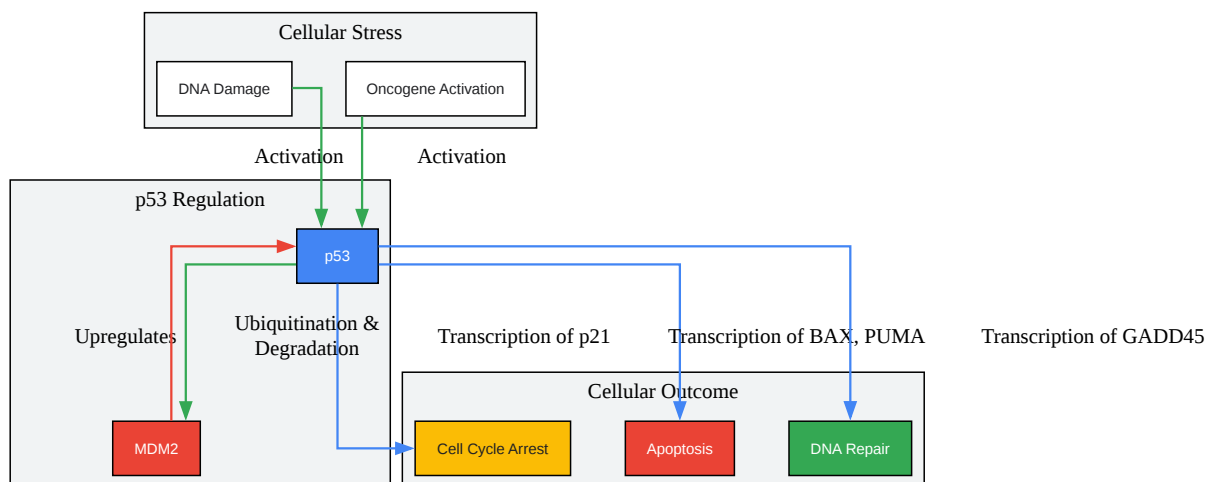 Cellular Stress
DNA Damage
Oncogene Activation
Activation
Activation
p53 Regulation
p53
Upregulates
Ubiquitination &
Degradation
Transcription of p21
Transcription of BAX, PUMA
Transcription of GADD45
Cellular Outcome
MDM2
Cell Cycle Arrest
Apoptosis
DNA Repair